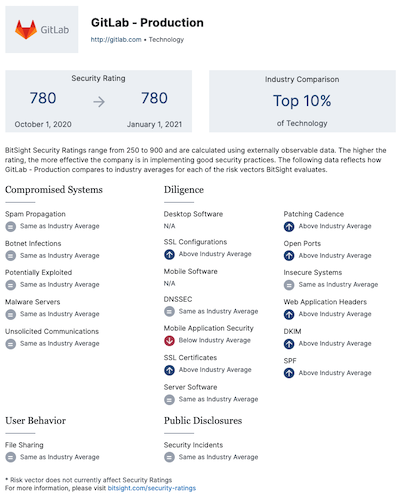 GitLab
GitLab - Production
http://gitlab.com • Technology
Security Rating
780 → 780
October 1, 2020 January 1, 2021
Industry Comparison
Top 10%
of Technology
BitSight Security Ratings range from 250 to 900 and are calculated using externally observable data. The higher the
rating, the more effective the company is in implementing good security practices. The following data reflects how
GitLab - Production compares to industry averages for each of the risk vectors BitSight evaluates.
Compromised Systems
Spam Propagation
Same as Industry Average
Botnet Infections
Same as Industry Average
Potentially Exploited
Same as Industry Average
Malware Servers
Same as Industry Average
Unsolicited Communications
Same as Industry Average
Diligence
Desktop Software
N/A
SSL Configurations
Above Industry Average
Mobile Software
N/A
DNSSEC
Same as Industry Average
Mobile Application Security
Below Industry Average
SSL Certificates
Above Industry Average
Server Software
Same as Industry Average
Patching Cadence
Above Industry Average
Open Ports
Above Industry Average
Insecure Systems
Same as Industry Average
Web Application Headers
Above Industry Average
DKIM
Above Industry Average
SPF
Above Industry Average
User Behavior
File Sharing
Same as Industry Average
Public Disclosures
Security Incidents
Same as Industry Average
* Risk vector does not currently affect Security Ratings
For more information, please visit bitsight.com/security-ratings